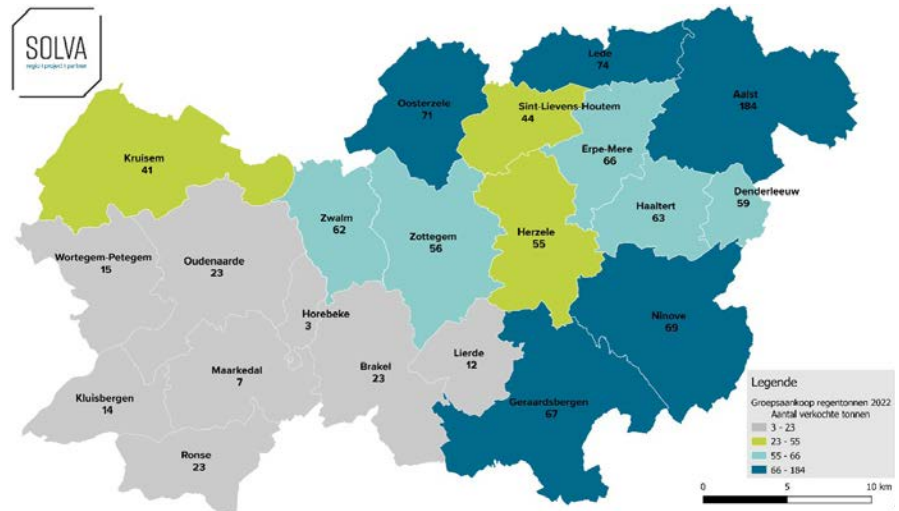 SOLVA
regio I project I partner
Lede
74
Aalst
184
Oosterzele
71
Sint-Lievens-Houtem
44
Erpe-Mere
66
Kruisem
41
Denderleeuw
59
Haaltert
63
Zwalm
62
Zottegem
56
Herzele
55
Wortegem-Petegem
15
Oudenaarde
23
Horebeke
3
Ninove
69
Lierde
12
Brakel
23
Maarkedal
7
Kluisbergen
14
Geraardsbergen
67
Ronse
23
Legende
Groepsaankoop regentonnen 2022
Aantal verkochte tonnen
3 - 23
23 - 55
55 - 66
66 - 184
0 5 10 km